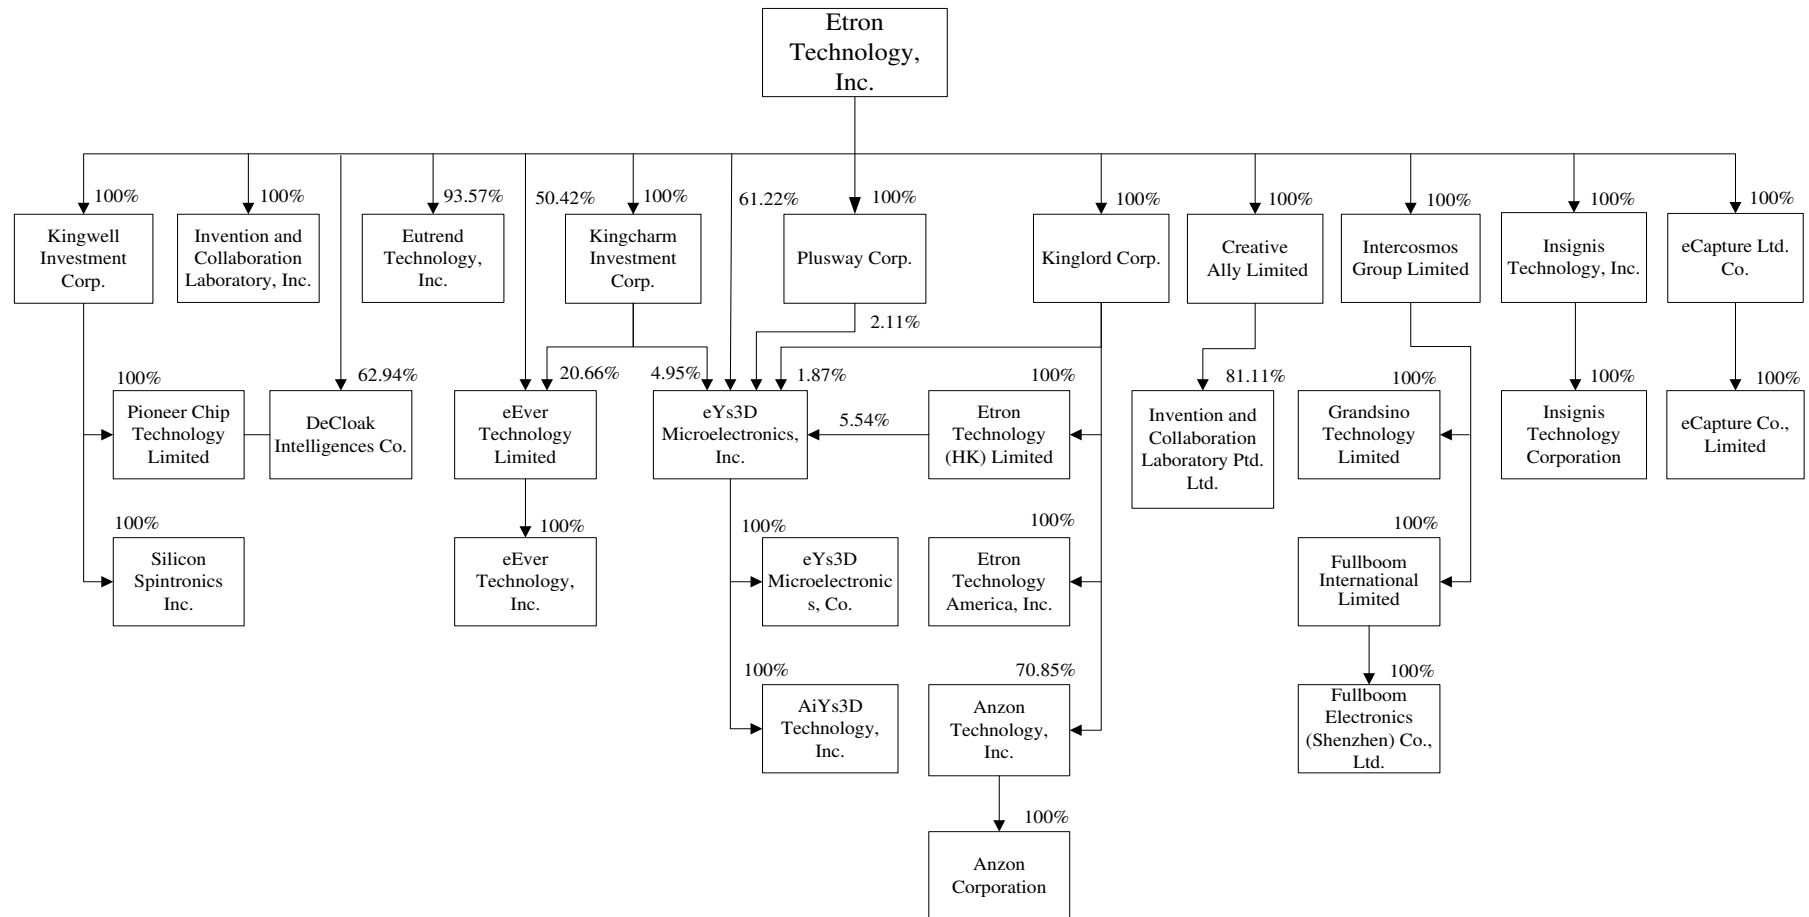 Etron
Technology,
Inc.
100%
100%
93.57%
50.42%
100%
61.22%
100%
100%
100%
100%
100%
100%
Kingwell
Investment
Corp.
Invention and
Collaboration
Laboratory, Inc.
Eutrend
Technology,
Inc.
Kingcharm
Investment
Corp.
Plusway Corp.
Kinglord Corp.
Creative
Ally Limited
Intercosmos
Group Limited
Insignis
Technology, Inc.
eCapture Ltd.
Co.
2.11%
100%
62.94%
20.66%
4.95%
1.87%
100%
81.11%
100%
100%
100%
Pioneer Chip
Technology
Limited
DeCloak
Intelligences Co.
eEver
Technology
Limited
eYs3D
Microelectronics,
Inc.
5.54%
Etron
Technology
(HK) Limited
Invention and
Collaboration
Laboratory Ptd.
Ltd.
Grandsino
Technology
Limited
Insignis
Technology
Corporation
eCapture Co.,
Limited
100%
100%
100%
100%
100%
Silicon
Spintronics
Inc.
eEver
Technology,
Inc.
eYs3D
Microelectronic
s, Co.
Etron
Technology
America, Inc.
Fullboom
International
Limited
100%
70.85%
100%
AiYs3D
Technology,
Inc.
Anzon
Technology,
Inc.
Fullboom
Electronics
(Shenzhen) Co.,
Ltd.
100%
Anzon
Corporation